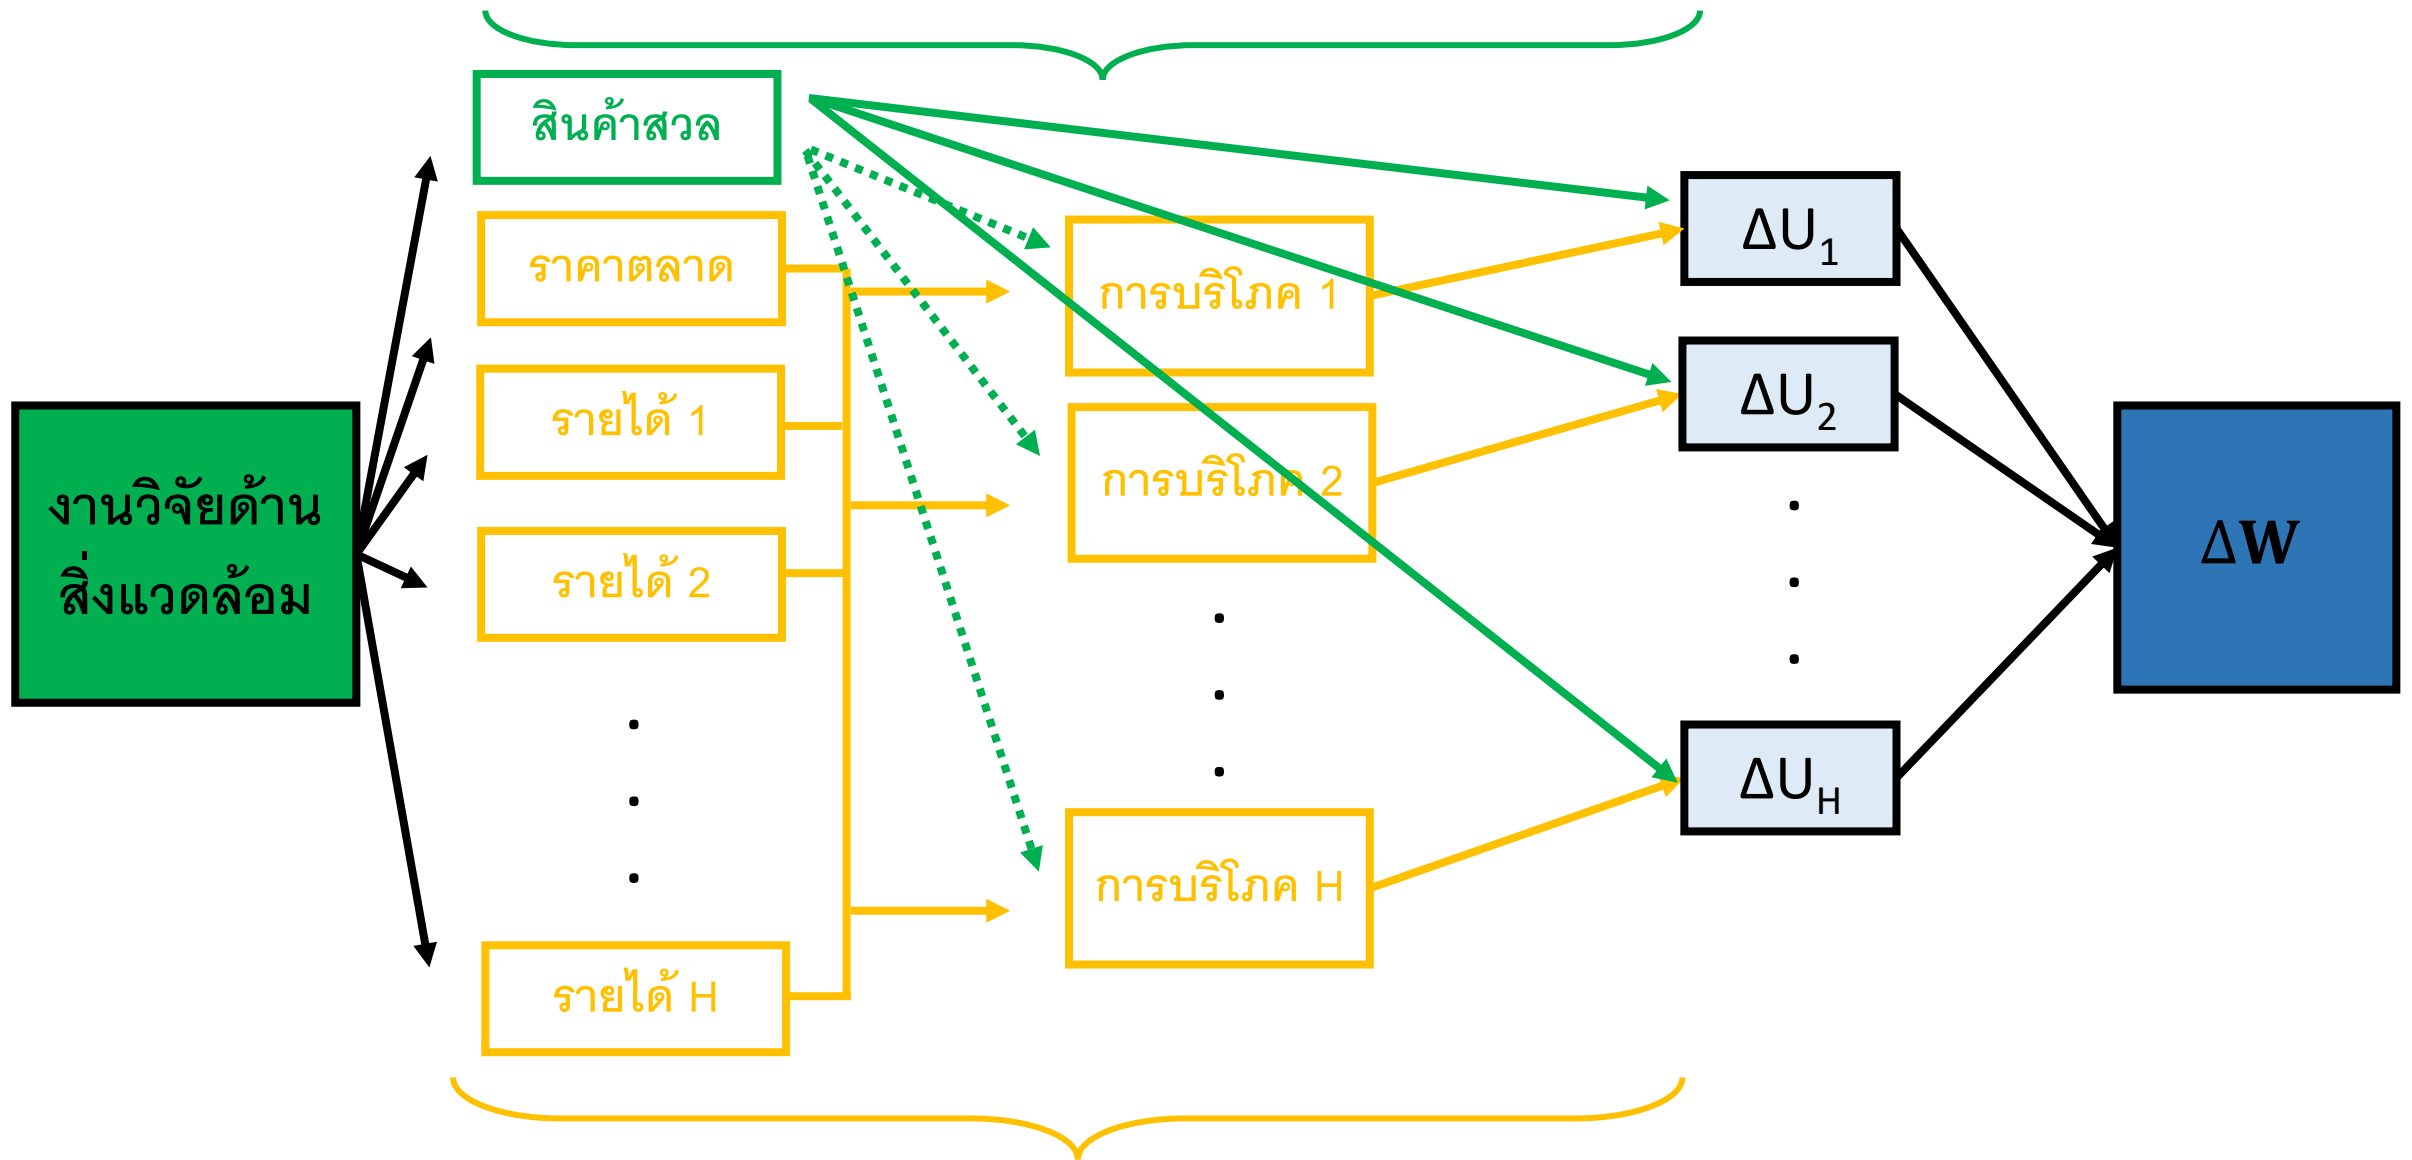 สินค้าสวล
ราคาตลาด
รายได้ 1
รายได้ 2
.
.
.
รายได้ H
งานวิจัยด้าน
สิ่งแวดล้อม
การบริโภค 1
การบริโภค 2
.
.
.
การบริโภค H
ΔU1
ΔU2
.
.
.
ΔUH
ΔW